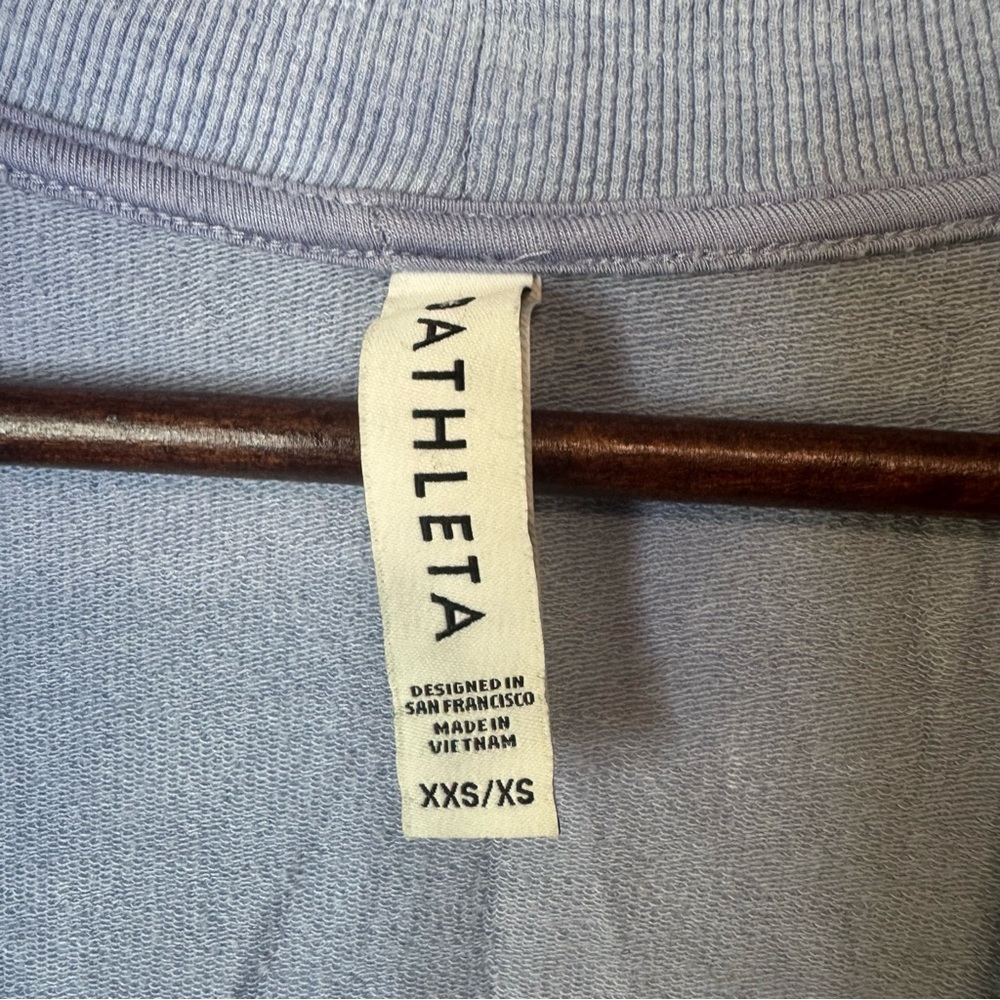 ATHLETA
DESIGNED IN
SAN FRANCISCO
MADE IN
VIETNAM
XXS/XS